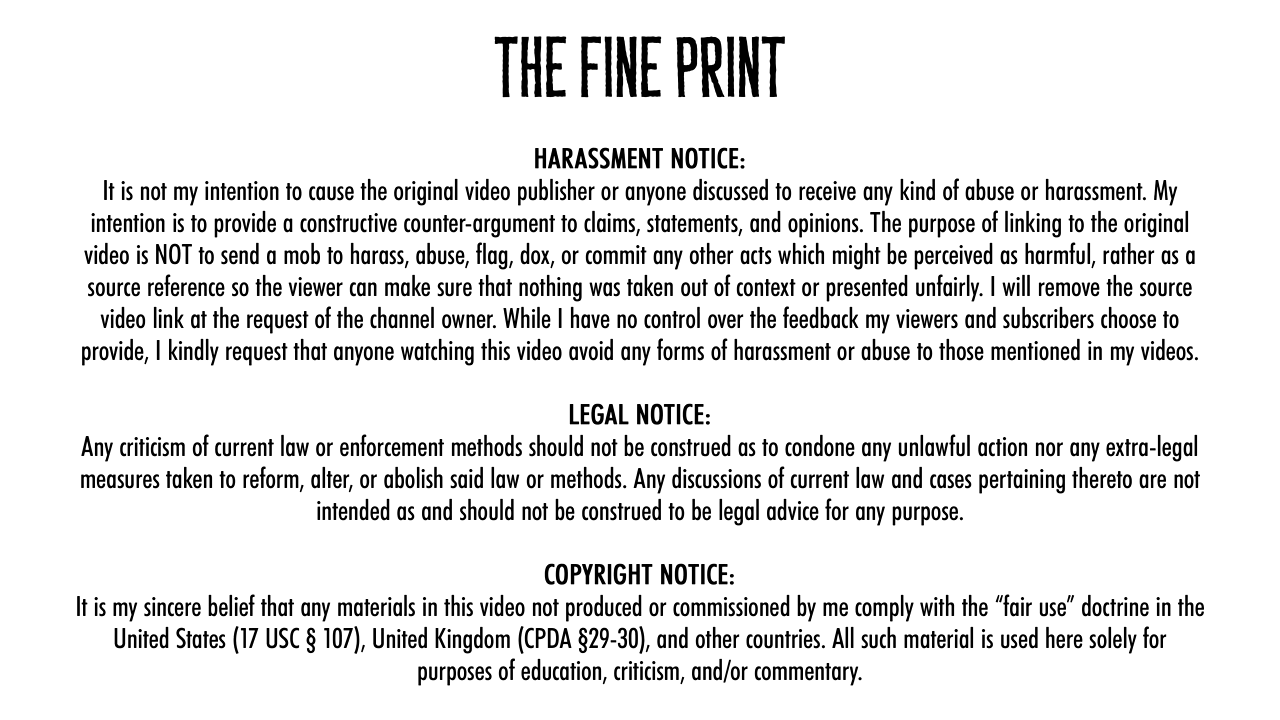 THE FINE PRINT
HARASSMENT NOTICE:
It is not my intention to cause the original video publisher or anyone discussed to receive any kind of abuse or harassment. My
intention is to provide a constructive counter-argument to claims, statements, and opinions. The purpose of linking to the original
video is NOT to send a mob to harass, abuse, flag, dox, or commit any other acts which might be perceived as harmful, rather as a
source reference so the viewer can make sure that nothing was taken out of context or presented unfairly. I will remove the source
video link at the request of the channel owner. While I have no control over the feedback my viewers and subscribers choose to
provide, I kindly request that anyone watching this video avoid any forms of harassment or abuse to those mentioned in my videos.
LEGAL NOTICE:
Any criticism of current law or enforcement methods should not be construed as to condone any unlawful action nor any extra-legal
measures taken to reform, alter, or abolish said law or methods. Any discussions of current law and cases pertaining thereto are not
intended as and should not be construed to be legal advice for any purpose.
COPYRIGHT NOTICE:
It is my sincere belief that any materials in this video not produced or commissioned by me comply with the “fair use” doctrine in the
United States (17 USC § 107), United Kingdom (CPDA §29-30), and other countries. All such material is used here solely for
purposes of education, criticism, and/or commentary.